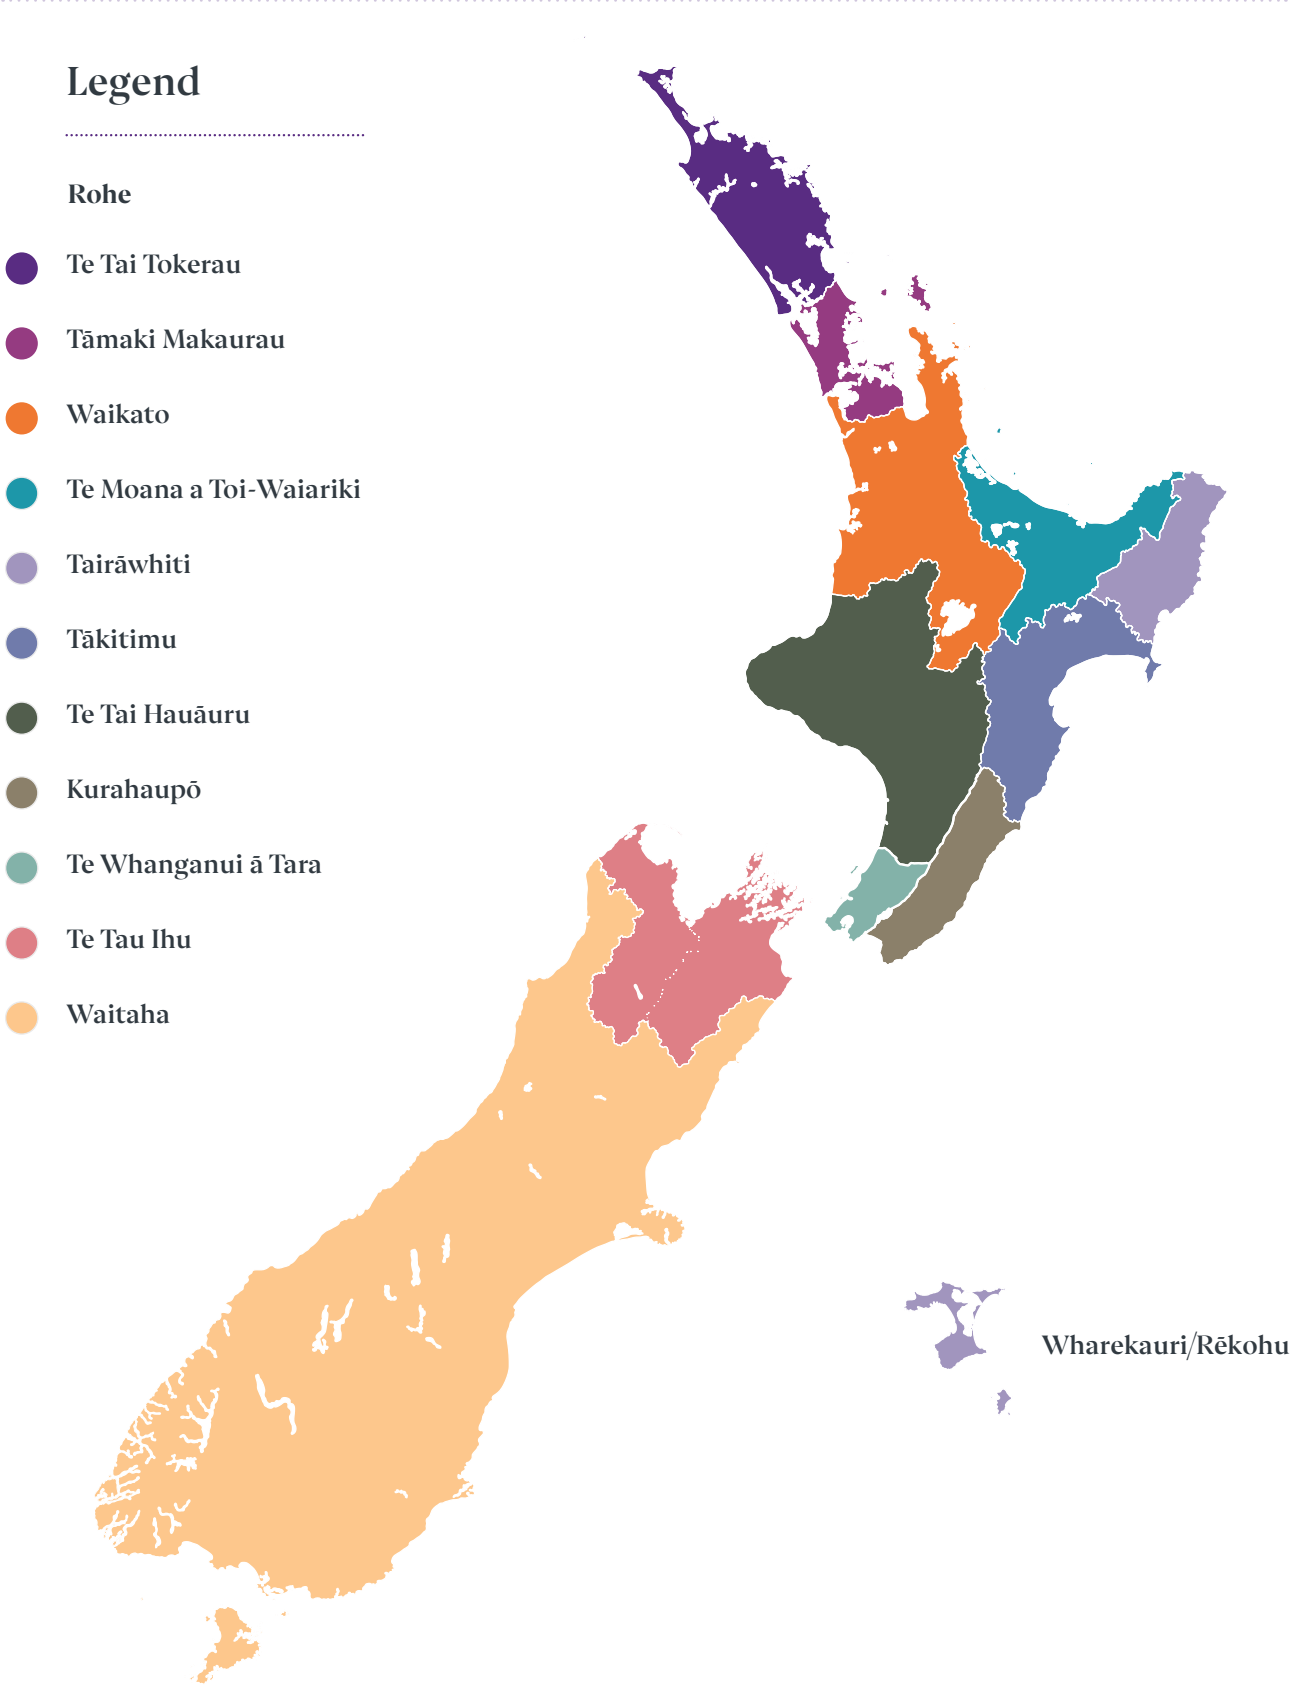 Legend
Rohe
Te Tai Tokerau
Tāmaki Makaurau
Waikato
Te Moana a Toi-Waiariki
Tairāwhiti
Tākitimu
Te Tai Hauāuru
Kurahaupō
Te Whanganui ā Tara
Te Tau Ihu
Waitaha
Wharekauri/Rēkohu